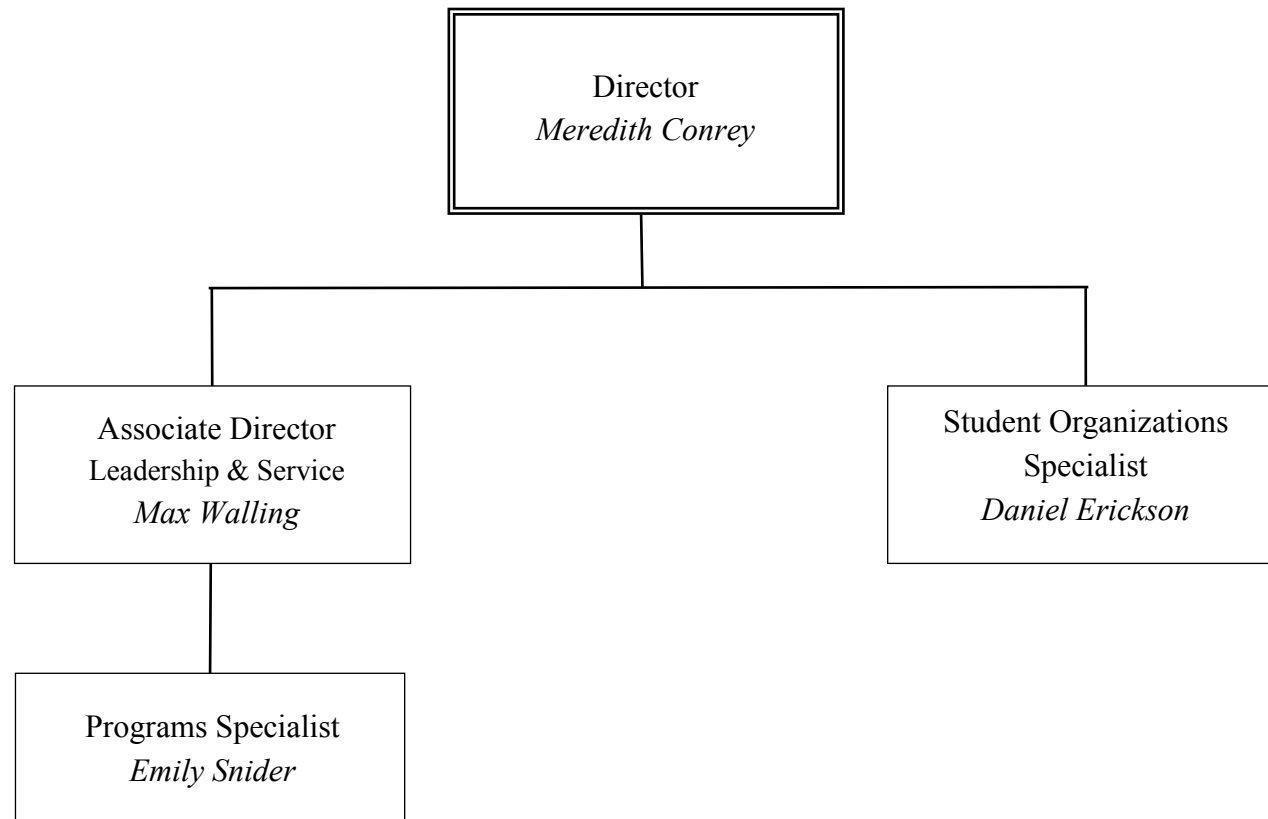 Director
Meredith Conrey
Associate Director
Leadership & Service
Max Walling
Student Organizations
Specialist
Daniel Erickson
Programs Specialist
Emily Snider